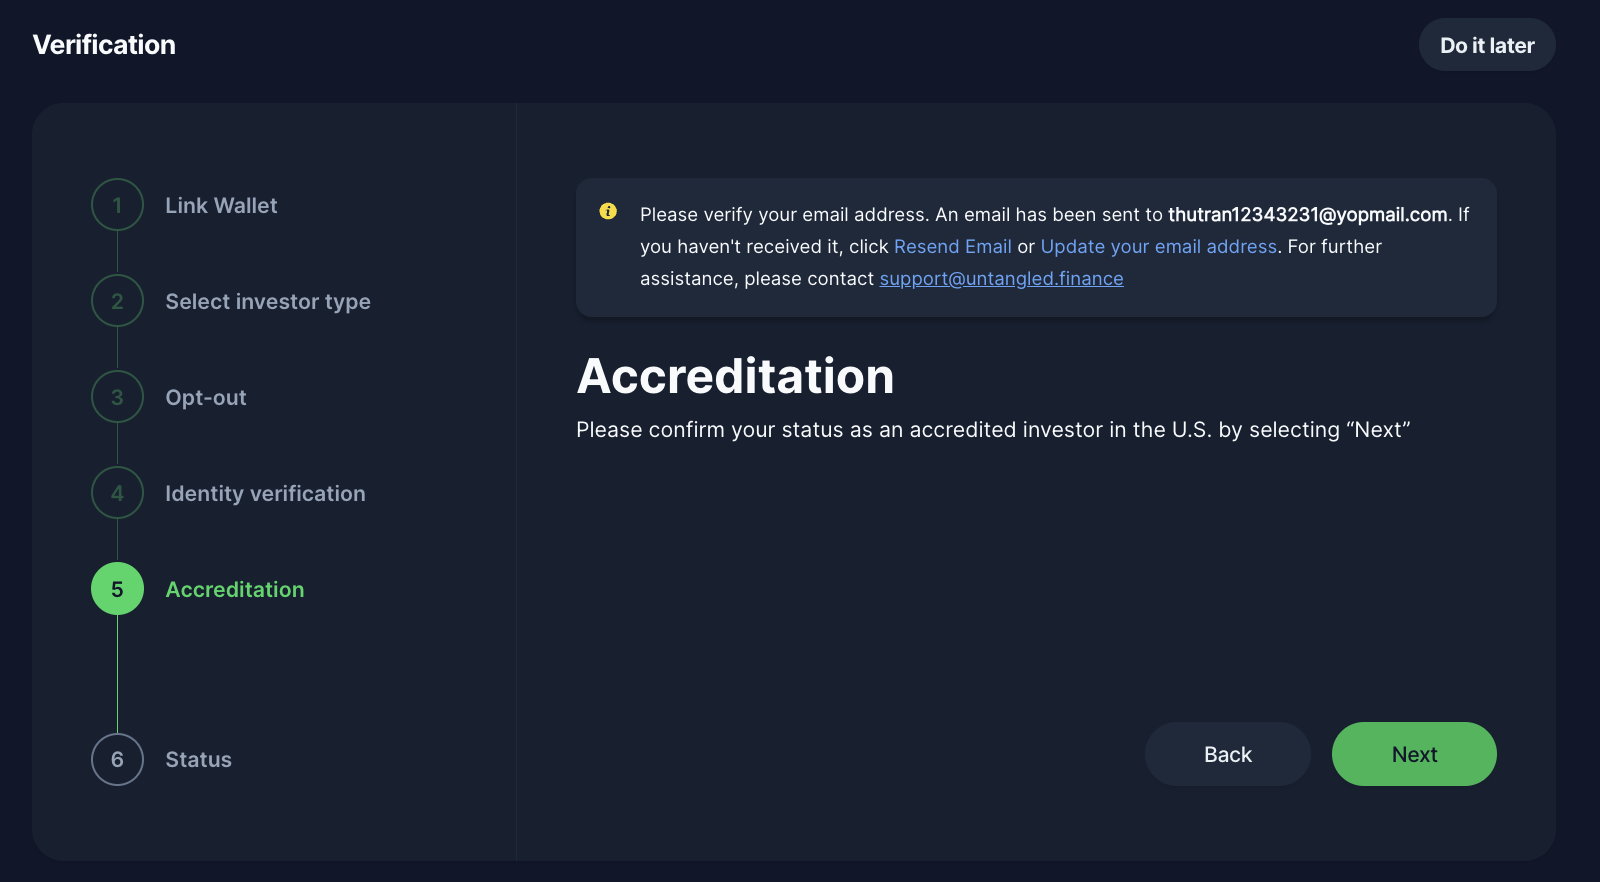 Verification
Do it later
1 Link Wallet
2 Select investor type
3 Opt-out
4 Identity verification
5 Accreditation
6 Status
i
Please verify your email address. An email has been sent to thutran12343231@yopmail.com. If
you haven't received it, click Resend Email or Update your email address. For further
assistance, please contact support@untangled.finance
Accreditation
Please confirm your status as an accredited investor in the U.S. by selecting “Next”
Back
Next